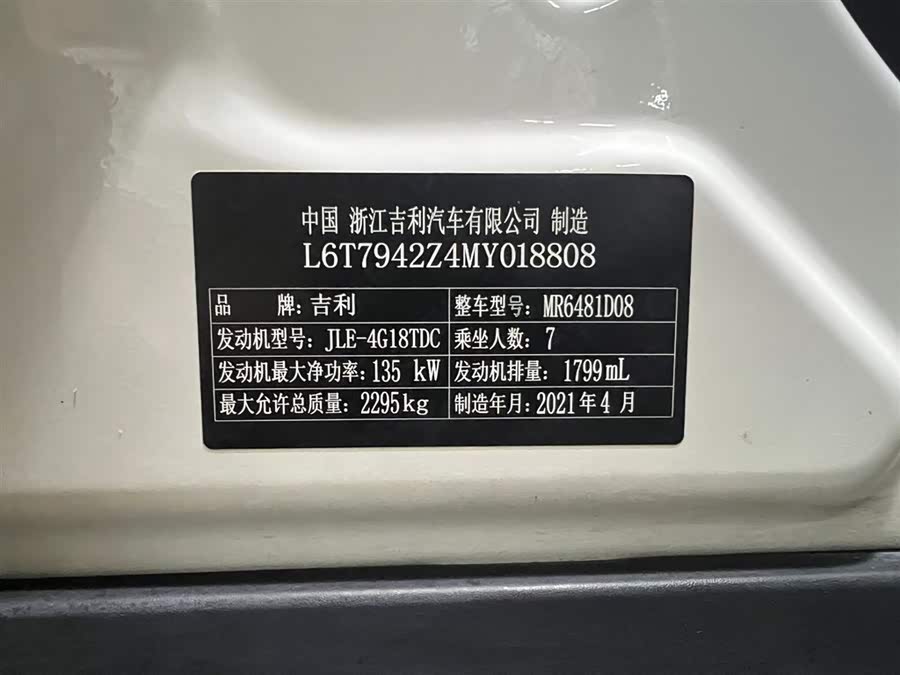 中国 浙江吉利汽车有限公司 制造
L6T7942Z4MY018808
品 牌: 吉利 整车型号: MR6481D08
发动机型号: JLE-4G18TDC 乘坐人数: 7
发动机最大净功率: 135 kW 发动机排量: 1799mL
最大允许总质量: 2295kg 制造年月: 2021年4月